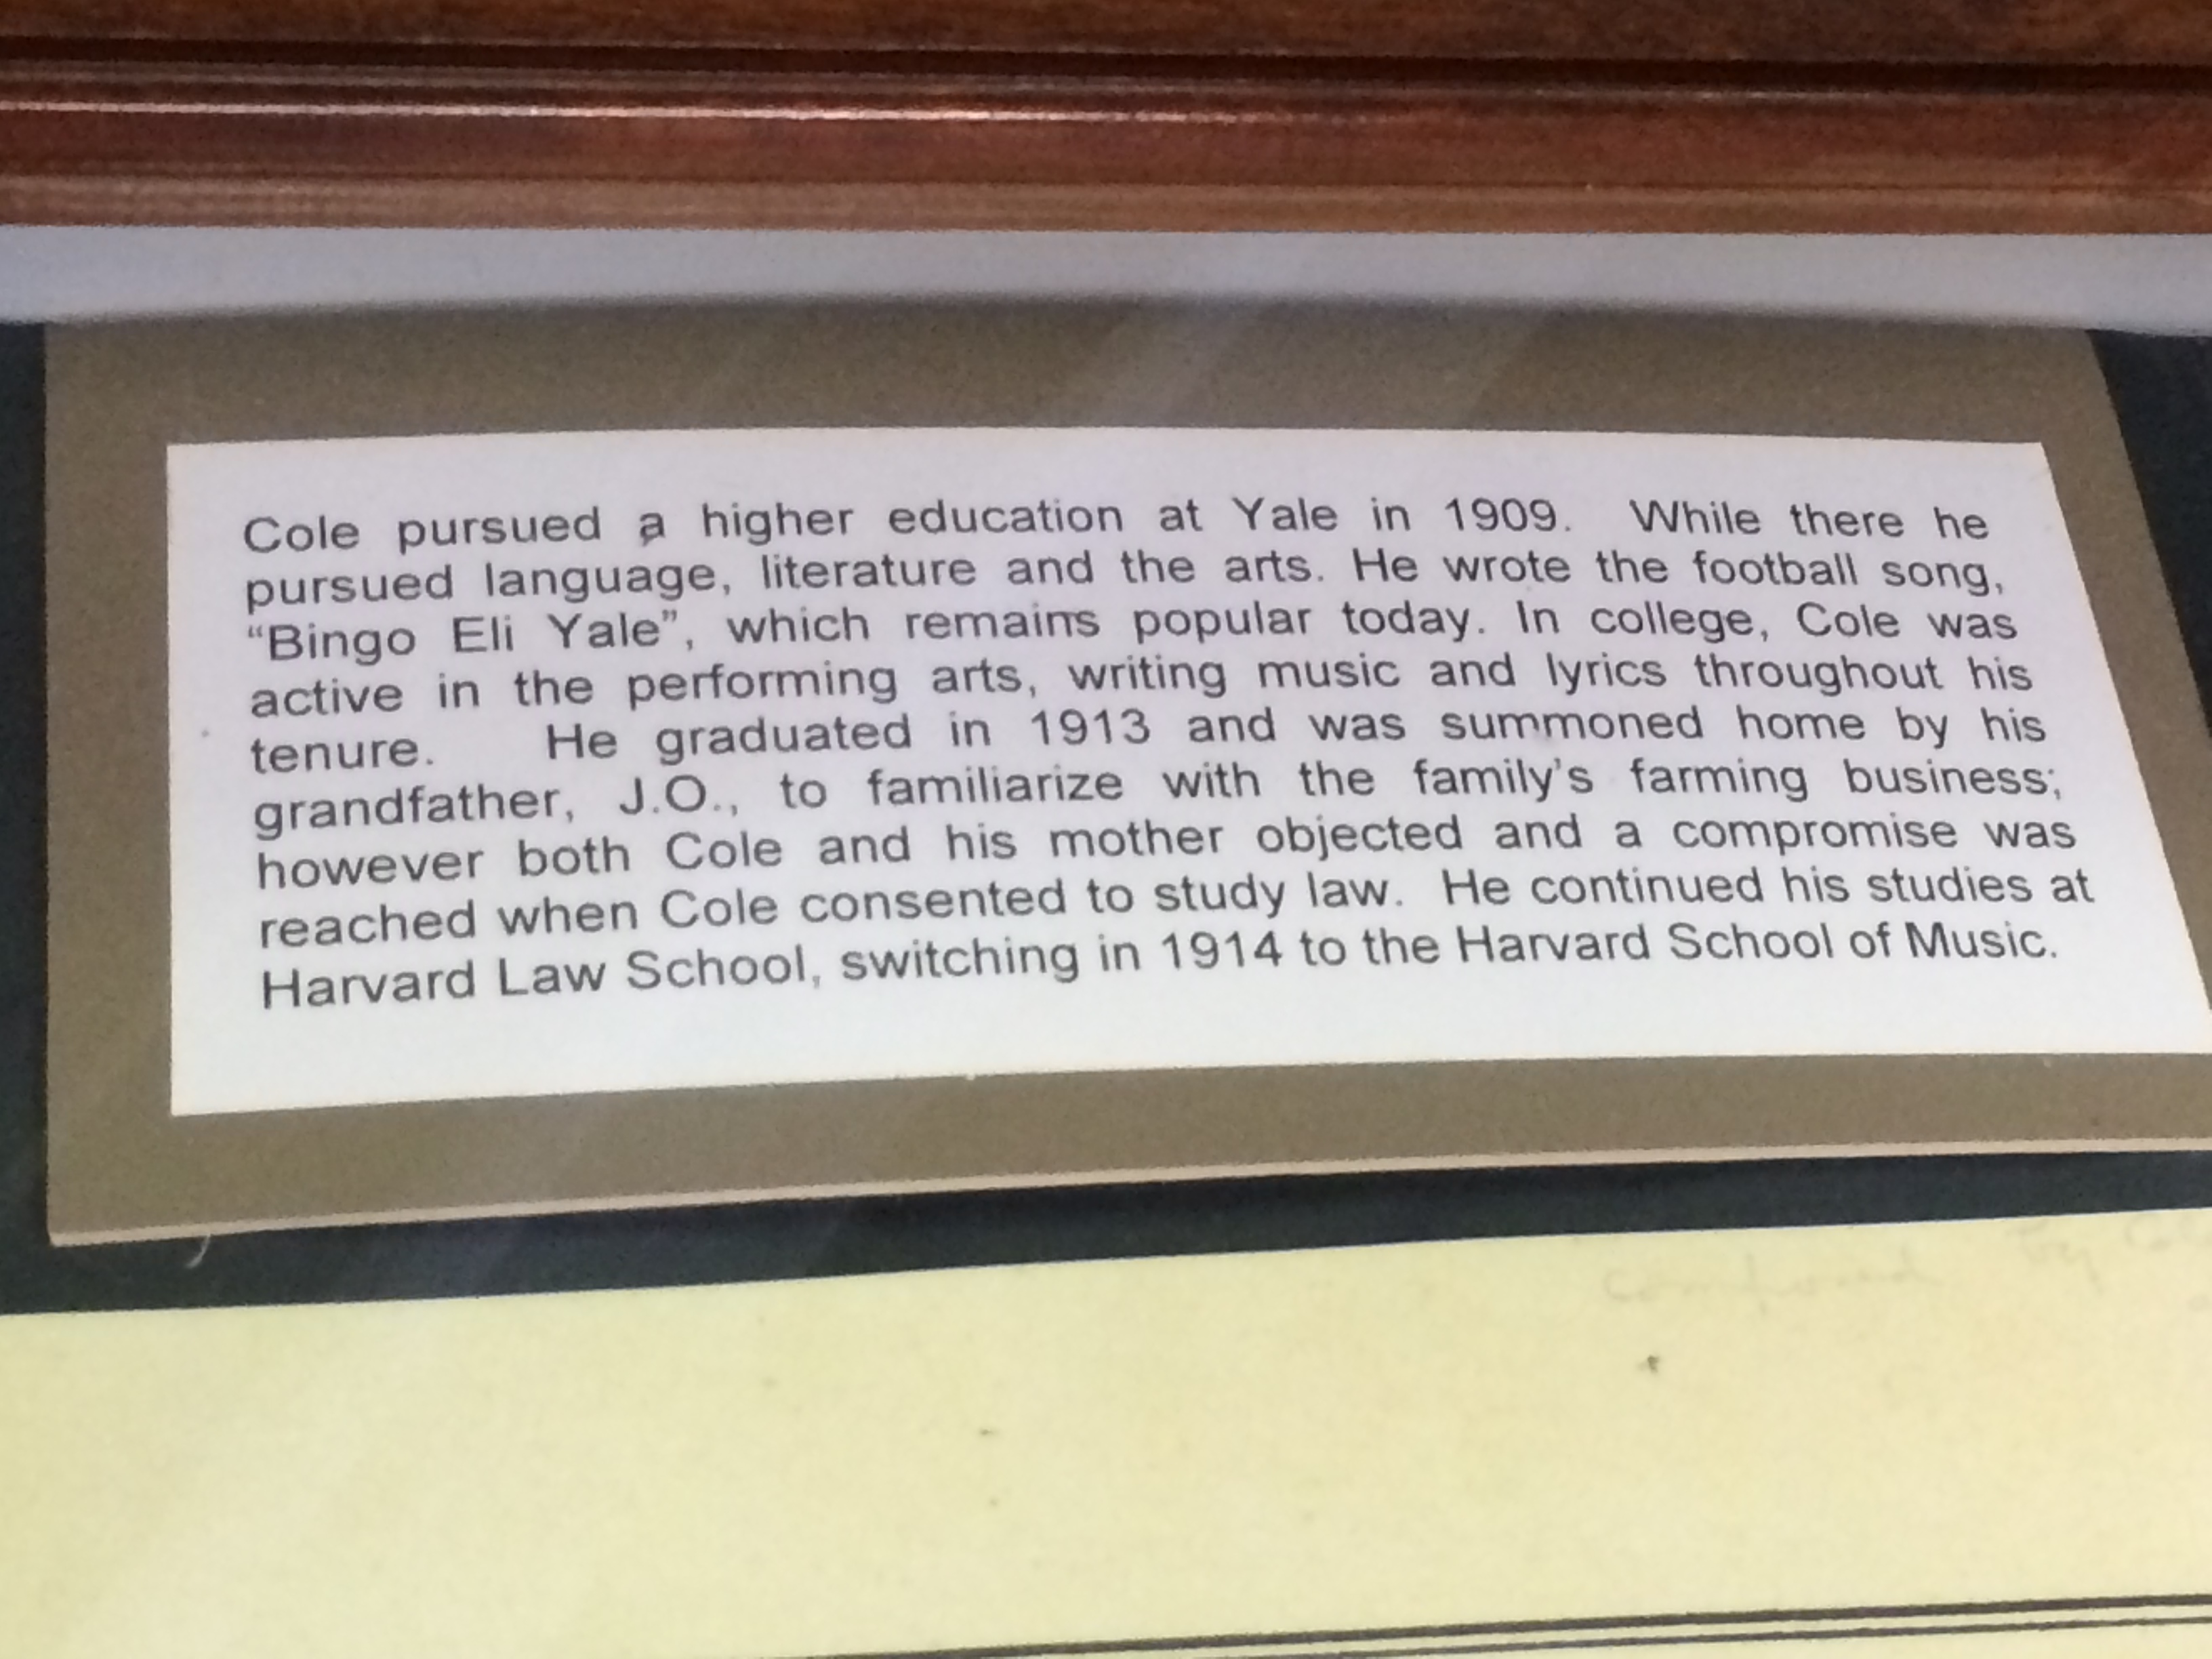 Cole pursued a higher education at Yale in 1909. While there he
pursued language, literature and the arts. He wrote the football song,
“Bingo Eli Yale”, which remains popular today. In college, Cole was
active in the performing arts, writing music and lyrics throughout his
tenure. He graduated in 1913 and was summoned home by his
grandfather, J.O., to familiarize with the family’s farming business;
however both Cole and his mother objected and a compromise was
reached when Cole consented to study law. He continued his studies at
Harvard Law School, switching in 1914 to the Harvard School of Music.